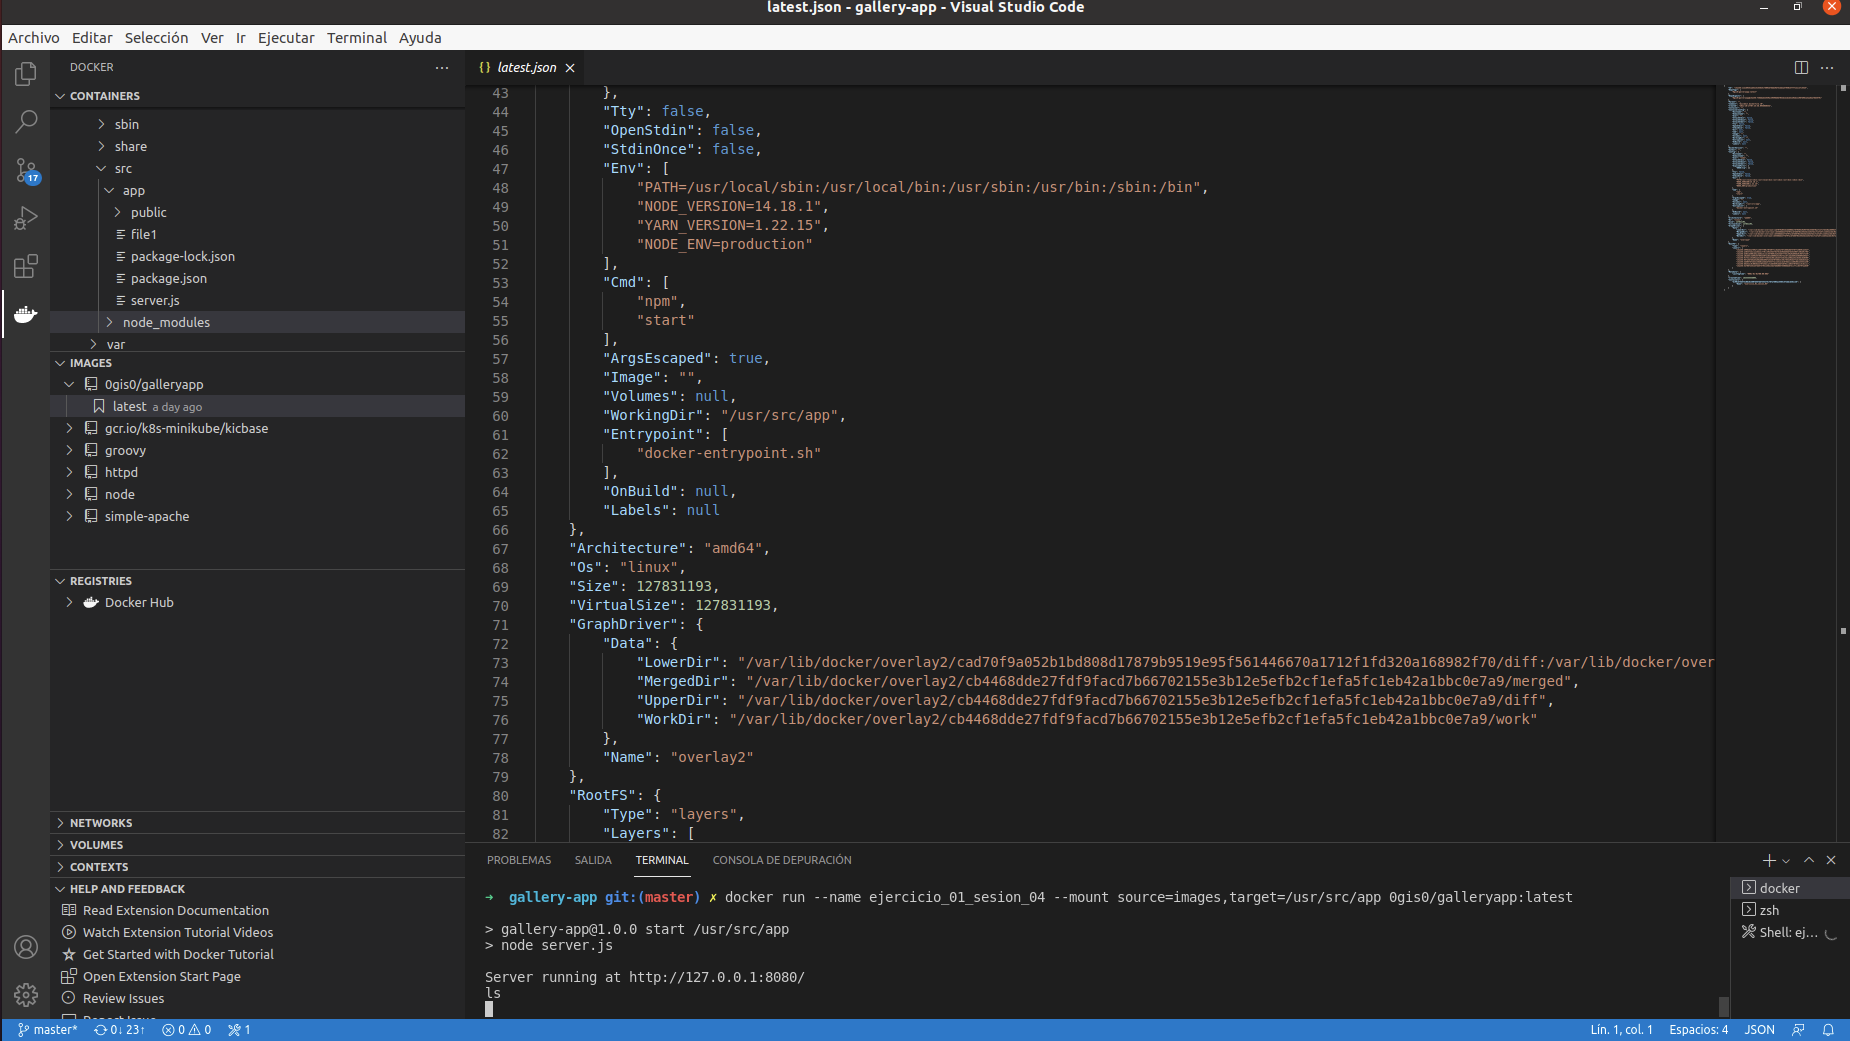 latest.json - gallery-app - Visual Studio Code
Archivo Editar Selección Ver Ir Ejecutar Terminal Ayuda
DOCKER
CONTAINERS
sbin
share
src
app
public
file1
package-lock.json
package.json
server.js
node_modules
var
IMAGES
0gis0/galleryapp
latest a day ago
gcr.io/k8s-minikube/kicbase
groovy
httpd
node
simple-apache
REGISTRIES
Docker Hub
NETWORKS
VOLUMES
CONTEXTS
HELP AND FEEDBACK
Read Extension Documentation
Watch Extension Tutorial Videos
Get Started with Docker Tutorial
Open Extension Start Page
Review Issues
17
{} latest.json
43 },
44 "Tty": false,
45 "OpenStdin": false,
46 "StdinOnce": false,
47 "Env": [
48 "PATH=/usr/local/sbin:/usr/local/bin:/usr/sbin:/usr/bin:/sbin:/bin",
49 "NODE_VERSION=14.18.1",
50 "YARN_VERSION=1.22.15",
51 "NODE_ENV=production"
52 ],
53 "Cmd": [
54 "npm",
55 "start"
56 ],
57 "ArgsEscaped": true,
58 "Image": "",
59 "Volumes": null,
60 "WorkingDir": "/usr/src/app",
61 "Entrypoint": [
62 "docker-entrypoint.sh"
63 ],
64 "OnBuild": null,
65 "Labels": null
66 },
67 "Architecture": "amd64",
68 "Os": "linux",
69 "Size": 127831193,
70 "VirtualSize": 127831193,
71 "GraphDriver": {
72 "Data": {
73 "LowerDir": "/var/lib/docker/overlay2/cad70f9a052b1bd808d17879b9519e95f561446670a1712f1fd320a168982f70/diff:/var/lib/docker/over
74 "MergedDir": "/var/lib/docker/overlay2/cb4468dde27fdf9facd7b66702155e3b12e5efb2cf1efa5fc1eb42a1bbc0e7a9/merged",
75 "UpperDir": "/var/lib/docker/overlay2/cb4468dde27fdf9facd7b66702155e3b12e5efb2cf1efa5fc1eb42a1bbc0e7a9/diff",
76 "WorkDir": "/var/lib/docker/overlay2/cb4468dde27fdf9facd7b66702155e3b12e5efb2cf1efa5fc1eb42a1bbc0e7a9/work"
77 },
78 "Name": "overlay2"
79 },
80 "RootFS": {
81 "Type": "layers",
82 "Layers": [
PROBLEMAS SALIDA TERMINAL CONSOLA DE DEPURACIÓN
➜ gallery-app git:(master) ✗ docker run --name ejercicio_01_sesion_04 --mount source=images,target=/usr/src/app 0gis0/galleryapp:latest
> gallery-app@1.0.0 start /usr/src/app
> node server.js
Server running at http://127.0.0.1:8080/
ls
docker
zsh
Shell: ej...
master* 0↓ 23↑ 0 0 1
Lín. 1, col. 1 Espacios: 4 JSON